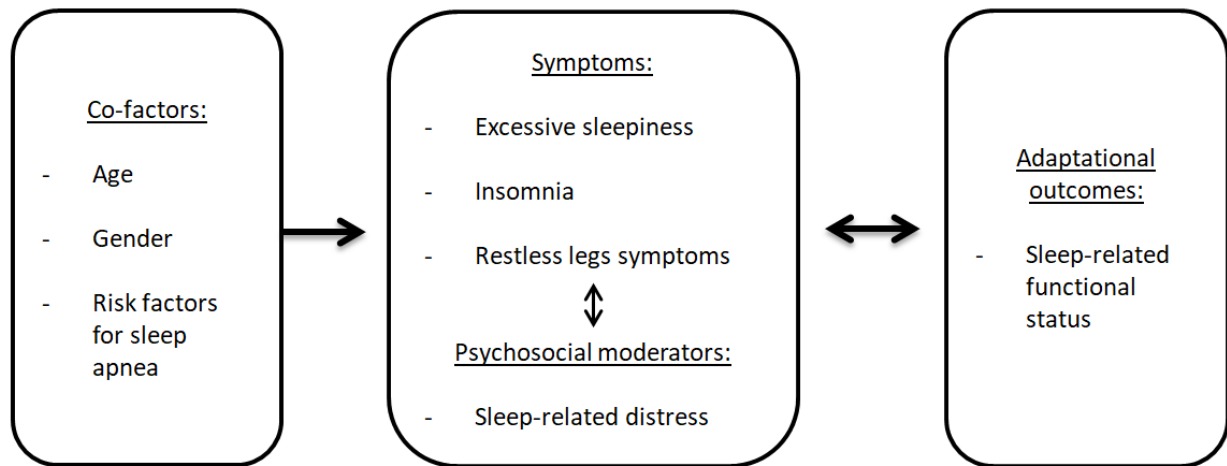 Co-factors:
- Age
- Gender
- Risk factors
for sleep
apnea
Symptoms:
- Excessive sleepiness
- Insomnia
- Restless legs symptoms
Psychosocial moderators:
- Sleep-related distress
Adaptational
outcomes:
- Sleep-related
functional
status